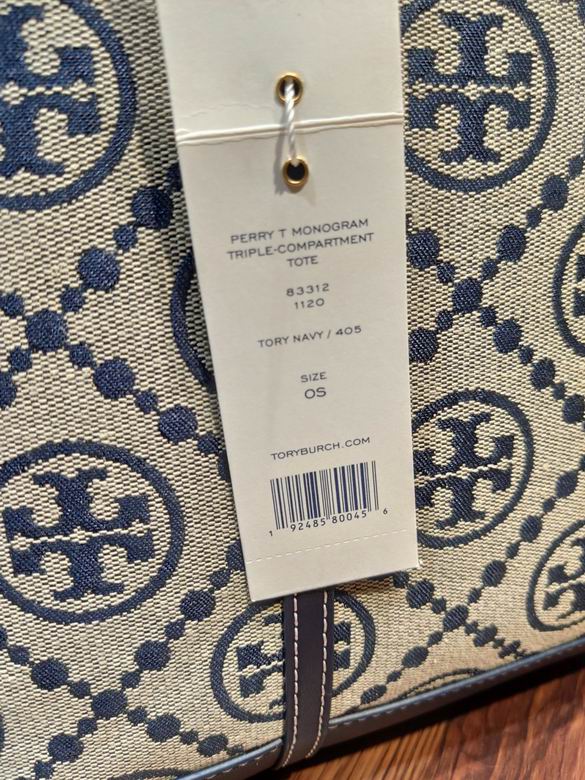 PERRY T MONOGRAM
TRIPLE-COMPARTMENT
TOTE
83312
1120
TORY NAVY / 405
SIZE
OS
TORYBURCH.COM
1 92485 80045 6